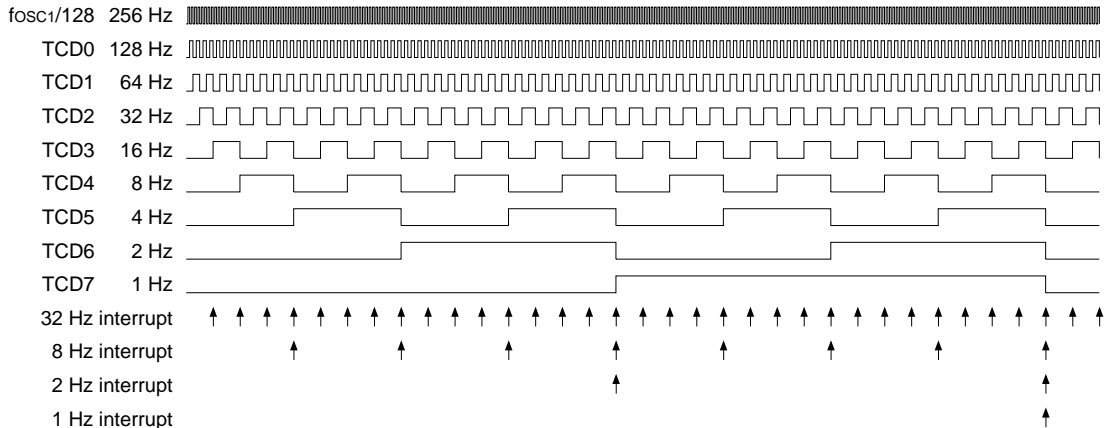 fOSC1/128 256 Hz
TCD0 128 Hz
TCD1 64 Hz
TCD2 32 Hz
TCD3 16 Hz
TCD4 8 Hz
TCD5 4 Hz
TCD6 2 Hz
TCD7 1 Hz
32 Hz interrupt
8 Hz interrupt
2 Hz interrupt
1 Hz interrupt